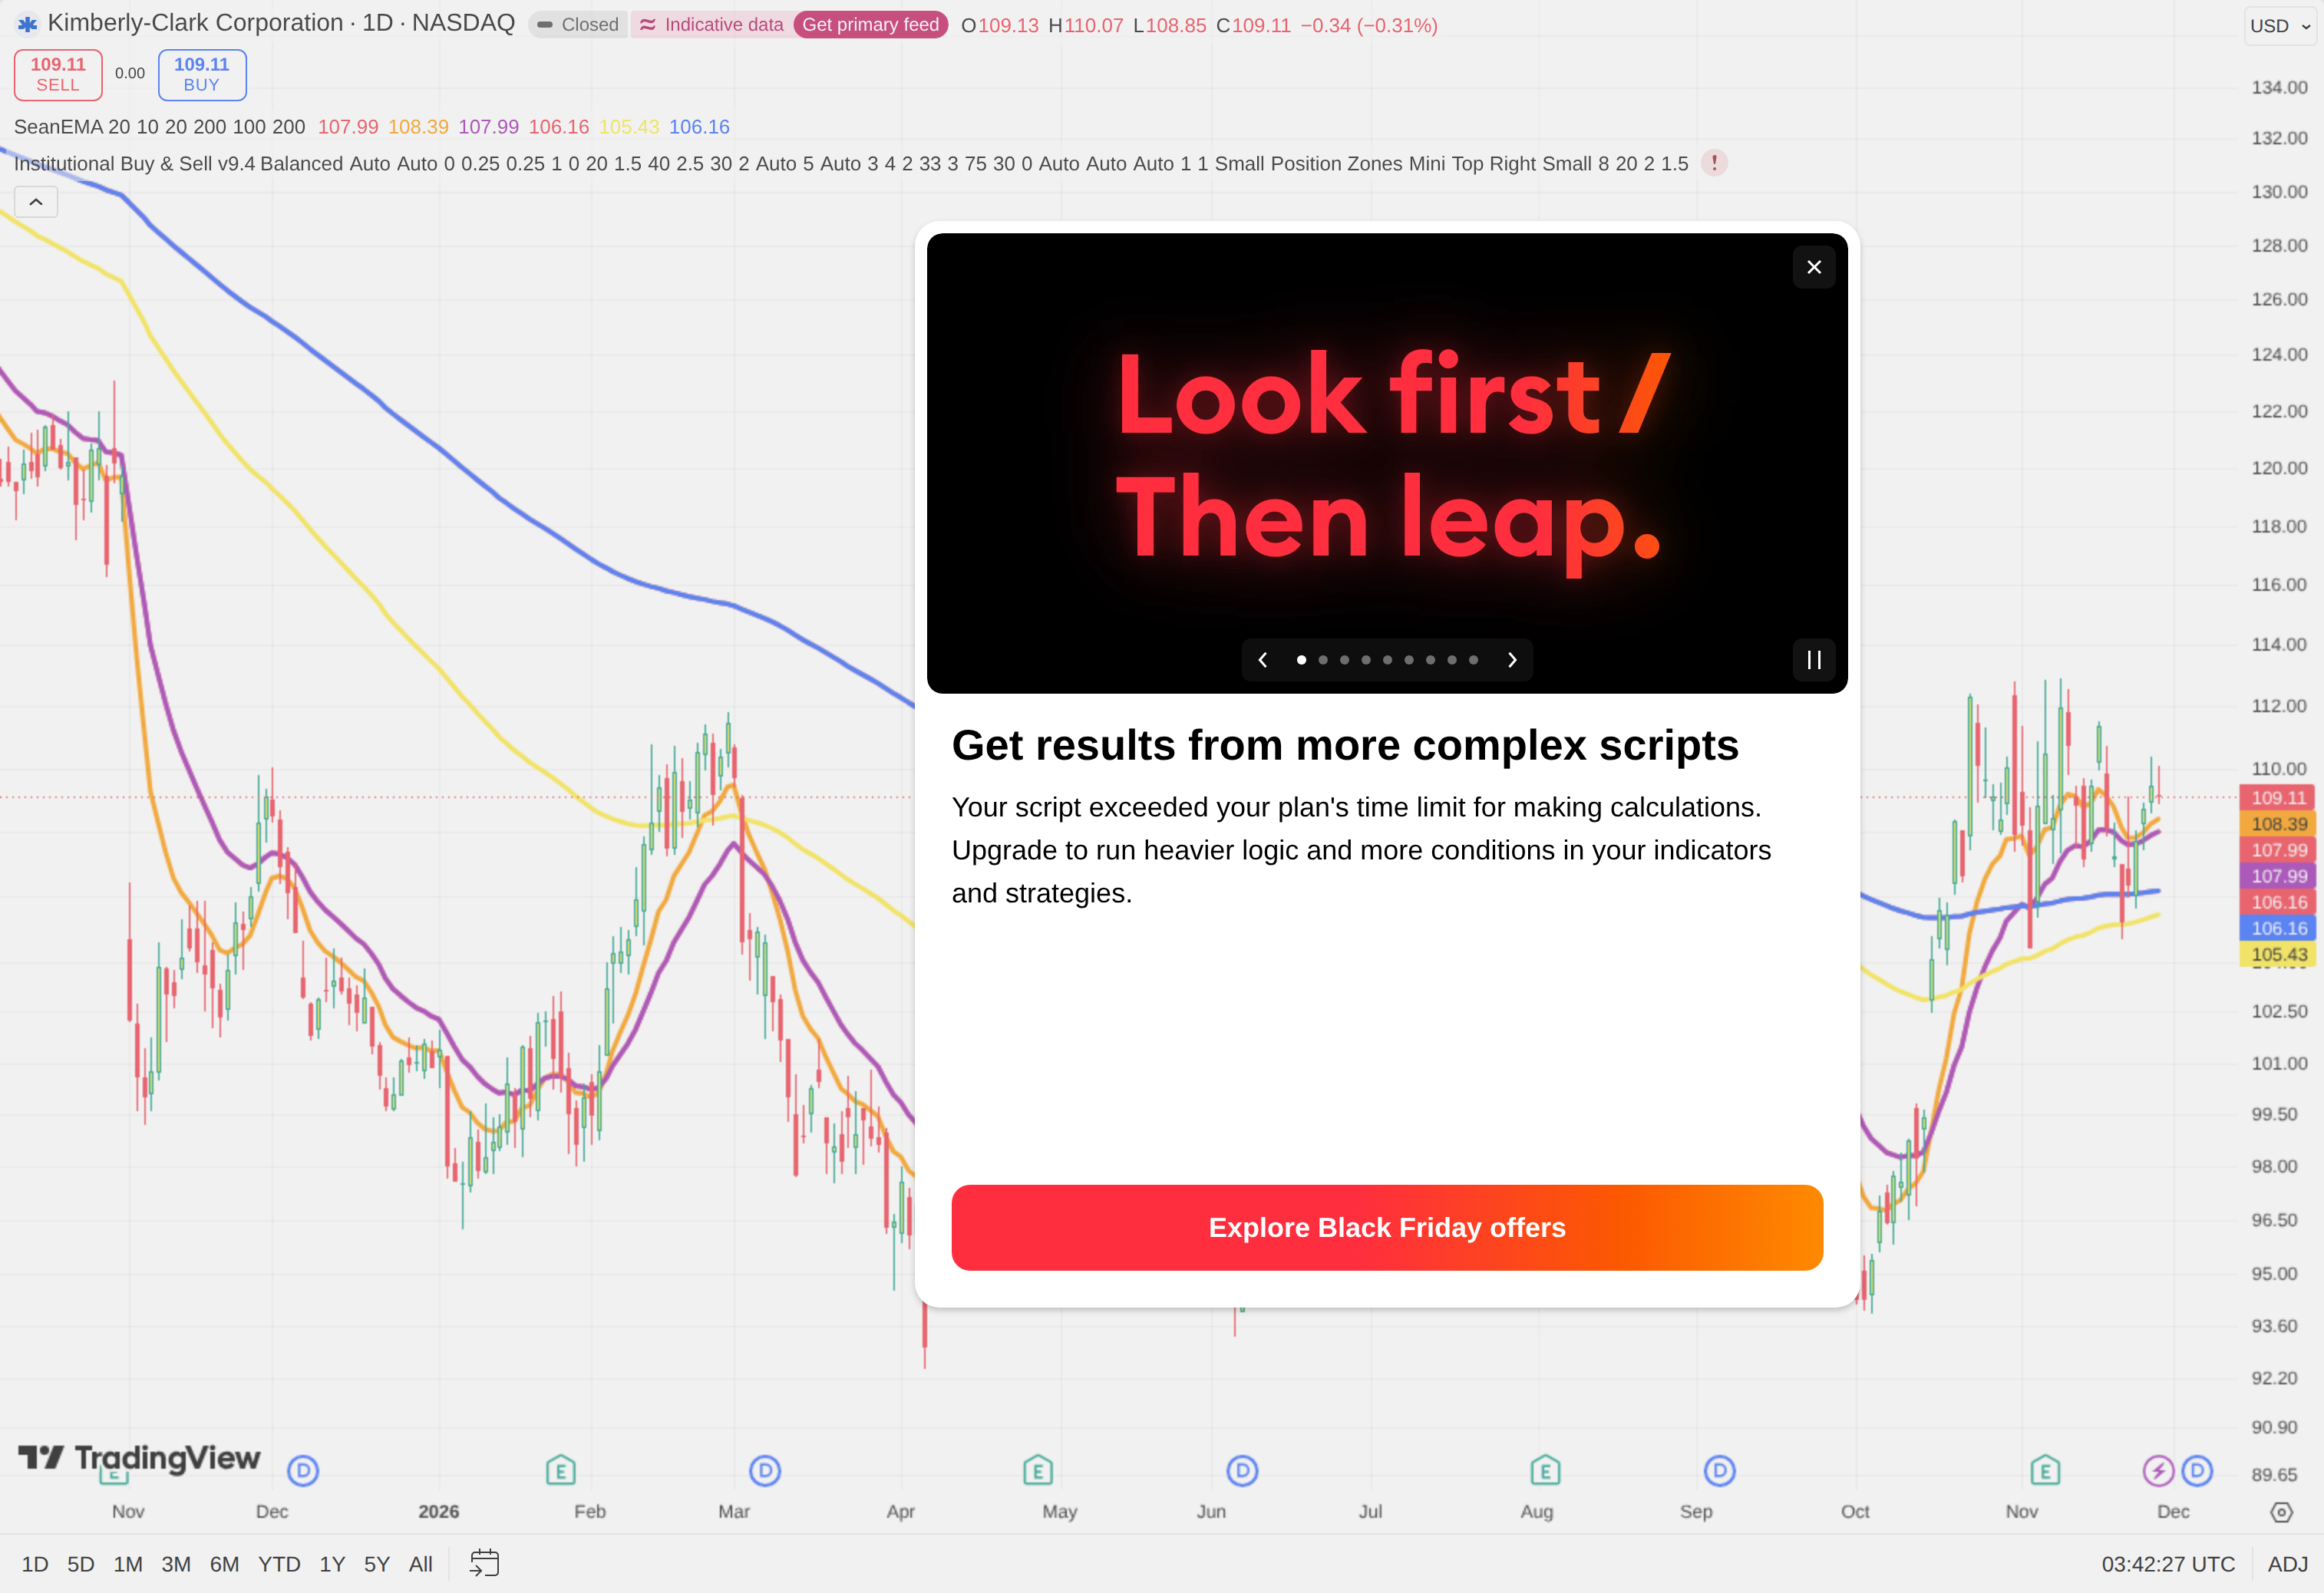 Kimberly-Clark Corporation · 1D · NASDAQ Closed Indicative data Get primary feed O109.13 H110.07 L108.85 C109.11 −0.34 (−0.31%)
USD
109.11 SELL
0.00
109.11 BUY
SeanEMA 20 10 20 200 100 200 107.99 108.39 107.99 106.16 105.43 106.16
Institutional Buy & Sell v9.4 Balanced Auto Auto 0 0.25 0.25 1 0 20 1.5 40 2.5 30 2 Auto 5 Auto 3 4 2 33 3 75 30 0 Auto Auto Auto 1 1 Small Position Zones Mini Top Right Small 8 20 2 1.5
Look first /
Then leap.
Get results from more complex scripts
Your script exceeded your plan's time limit for making calculations.
Upgrade to run heavier logic and more conditions in your indicators
and strategies.
Explore Black Friday offers
134.00
132.00
130.00
128.00
126.00
124.00
122.00
120.00
118.00
116.00
114.00
112.00
110.00
109.11
108.39
107.99
107.99
106.16
106.16
105.43
102.50
101.00
99.50
98.00
96.50
95.00
93.60
92.20
90.90
89.65
TradingView
E D E D E D E D E D
Nov Dec 2026 Feb Mar Apr May Jun Jul Aug Sep Oct Nov Dec
1D 5D 1M 3M 6M YTD 1Y 5Y All
03:42:27 UTC ADJ